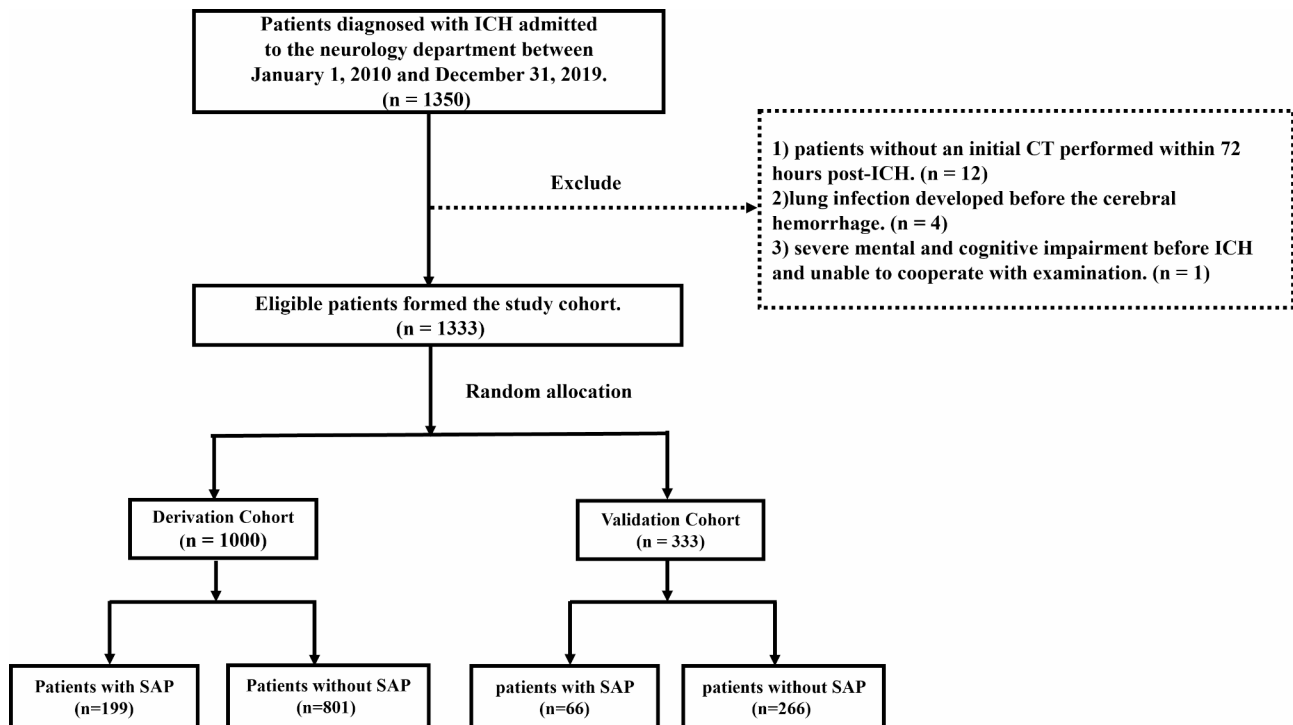 Patients diagnosed with ICH admitted
to the neurology department between
January 1, 2010 and December 31, 2019.
(n = 1350)
Exclude
1) patients without an initial CT performed within 72
hours post-ICH. (n = 12)
2)lung infection developed before the cerebral
hemorrhage. (n = 4)
3) severe mental and cognitive impairment before ICH
and unable to cooperate with examination. (n = 1)
Eligible patients formed the study cohort.
(n = 1333)
Random allocation
Derivation Cohort
(n = 1000)
Validation Cohort
(n = 333)
Patients with SAP
(n=199)
Patients without SAP
(n=801)
patients with SAP
(n=66)
patients without SAP
(n=266)